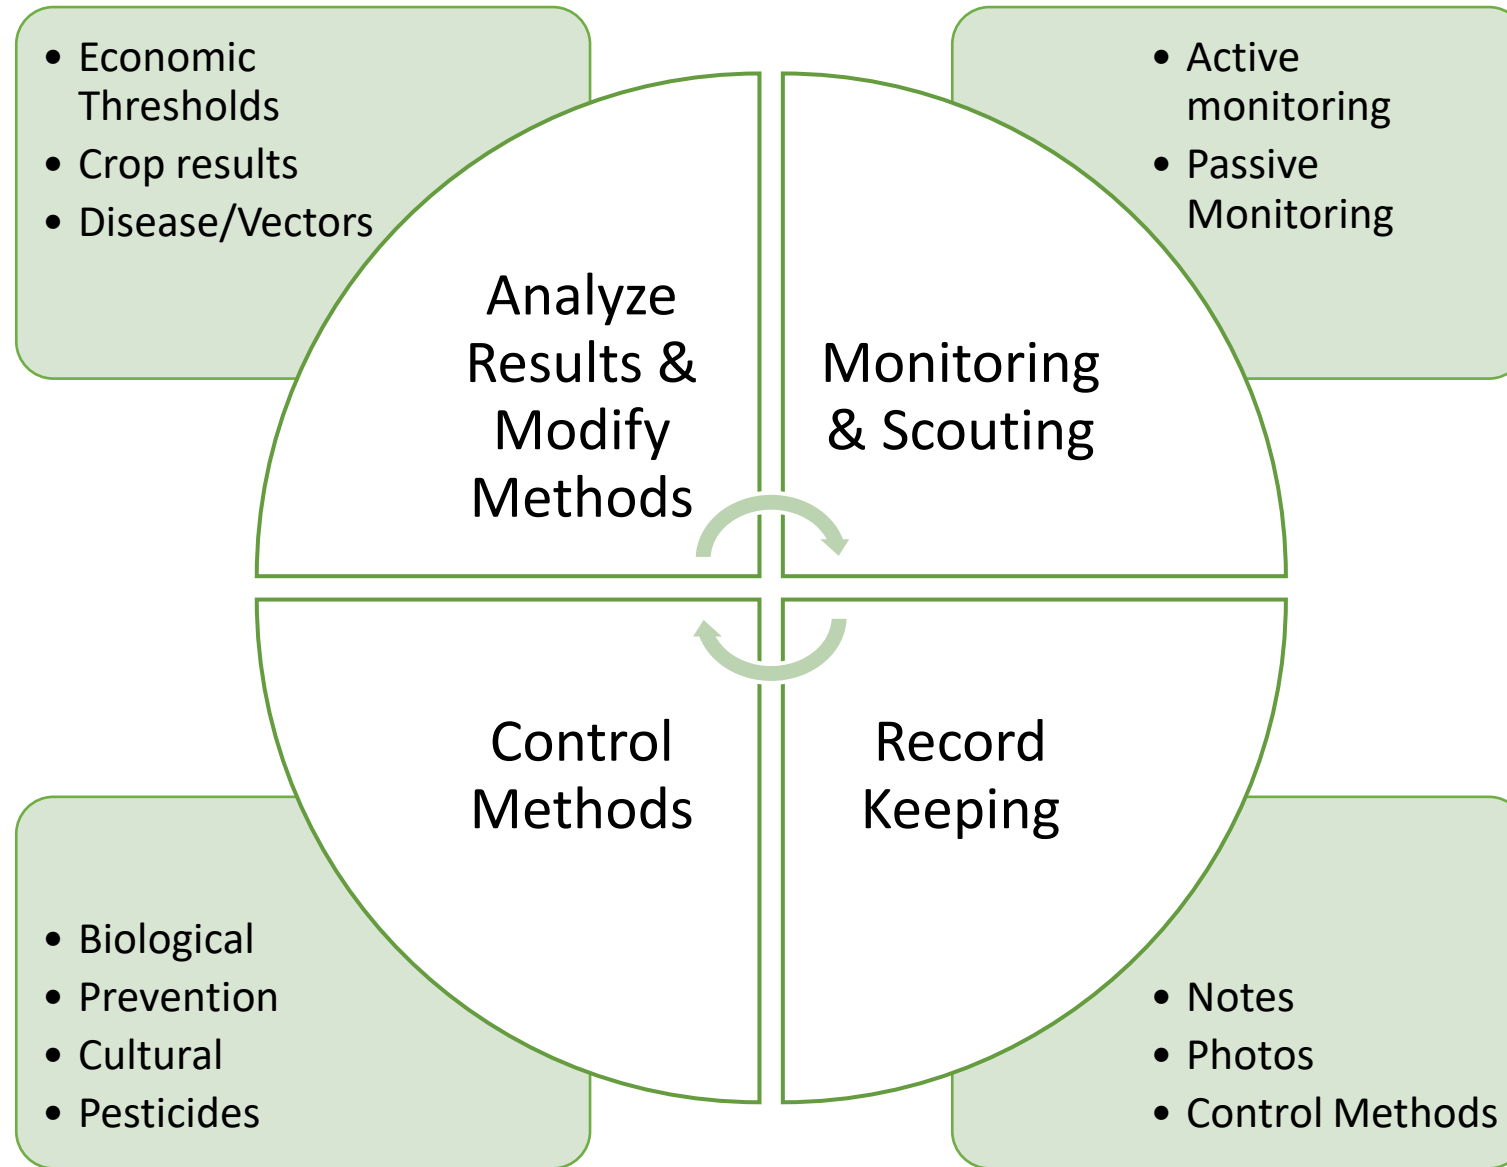 • Economic
Thresholds
• Crop results
• Disease/Vectors
Analyze
Results &
Modify
Methods
• Active
monitoring
• Passive
Monitoring
Monitoring
& Scouting
Control
Methods
• Biological
• Prevention
• Cultural
• Pesticides
Record
Keeping
• Notes
• Photos
• Control Methods